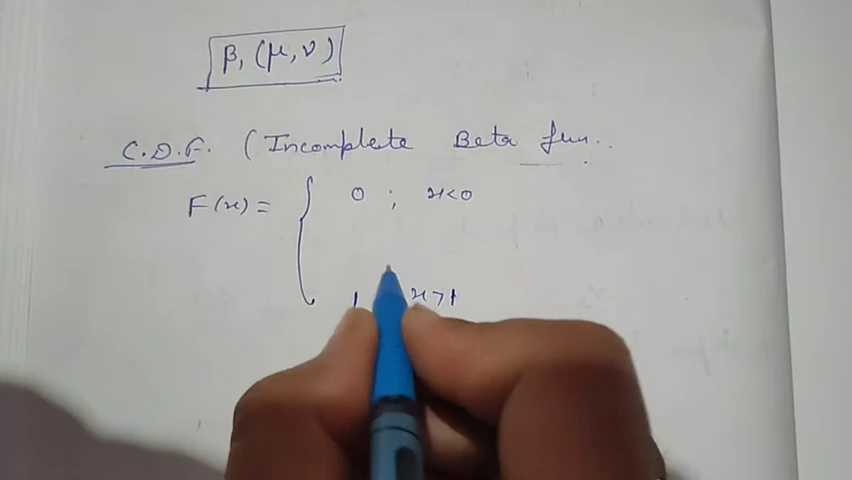 β₁ (μ, ν)
C.D.F. (Incomplete Beta fun..
F(x) = { 0 ; x<0
1 x>1